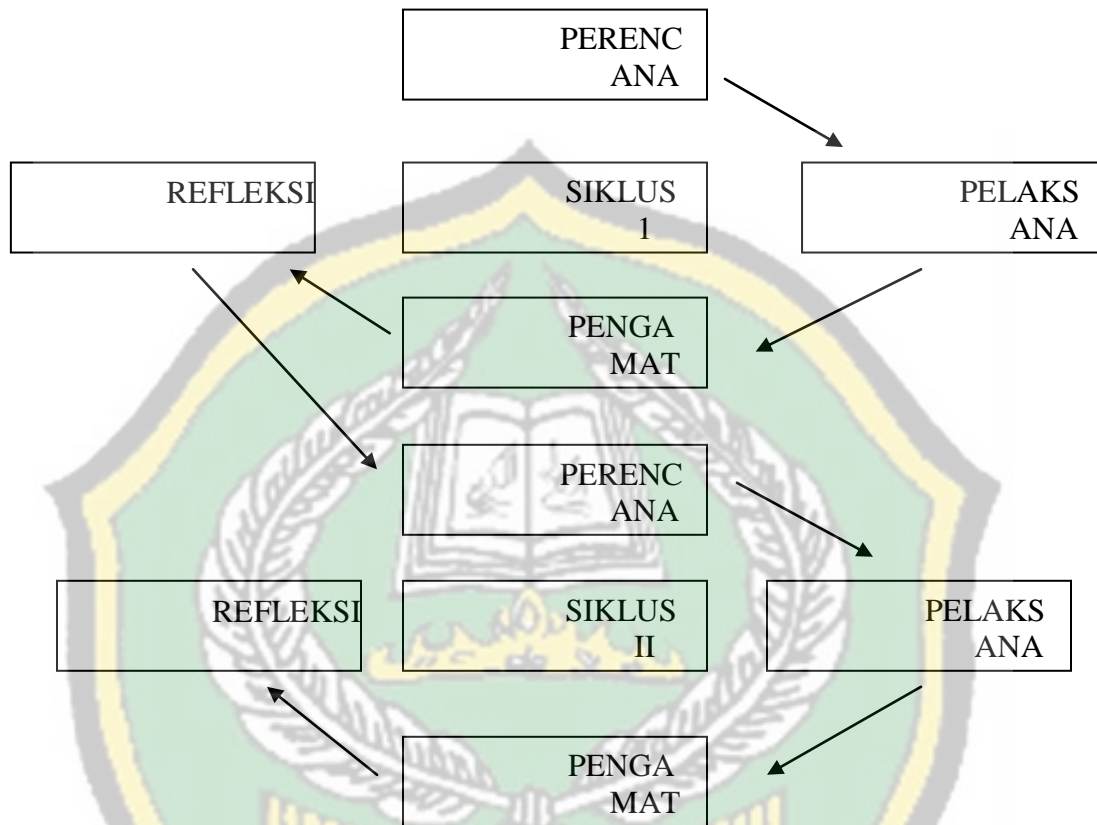 PERENC
ANA
REFLEKSI
SIKLUS
1
PELAKS
ANA
PENGA
MAT
PERENC
ANA
REFLEKSI
SIKLUS
II
PELAKS
ANA
PENGA
MAT